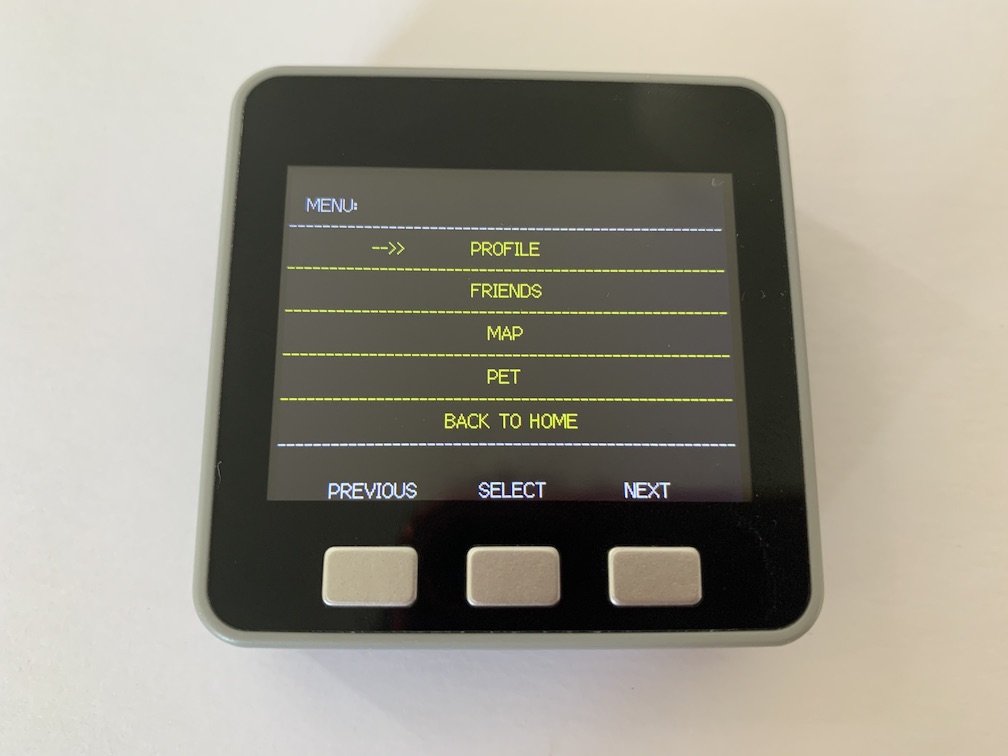 MENU:
-->> PROFILE
FRIENDS
MAP
PET
BACK TO HOME
PREVIOUS SELECT NEXT